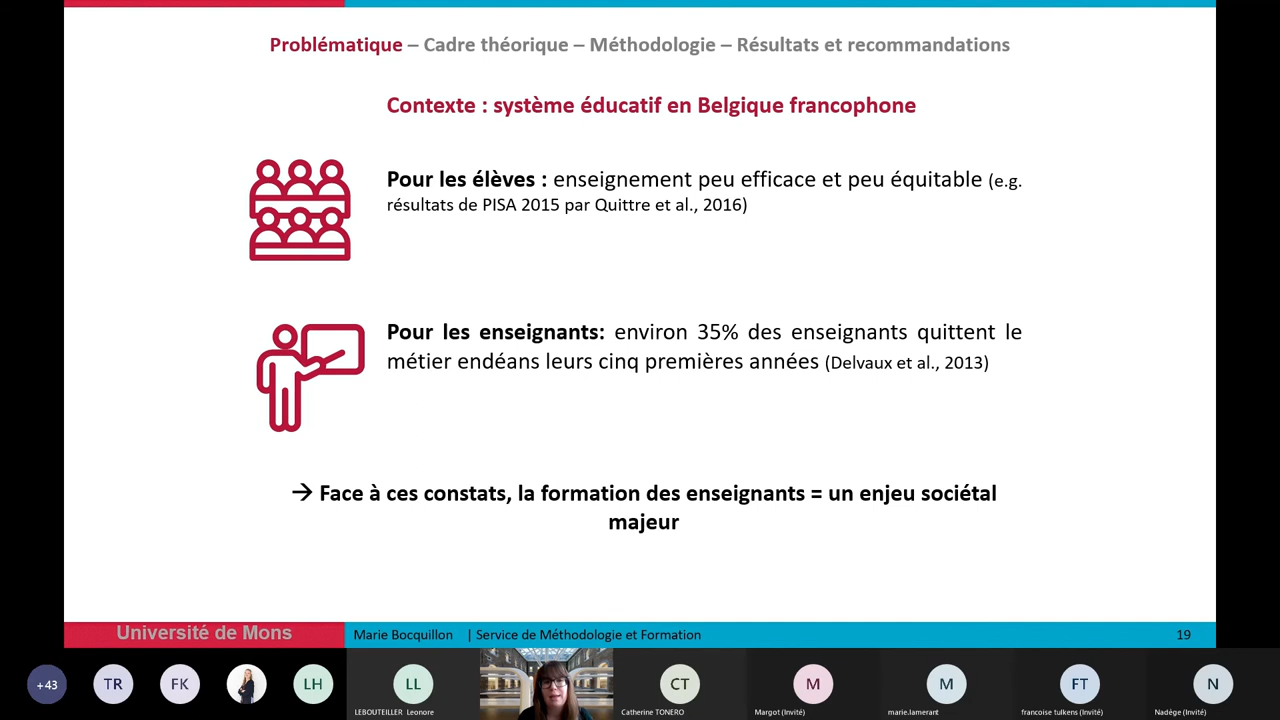 Problématique – Cadre théorique – Méthodologie – Résultats et recommandations
Contexte : système éducatif en Belgique francophone
Pour les élèves : enseignement peu efficace et peu équitable (e.g.
résultats de PISA 2015 par Quittre et al., 2016)
Pour les enseignants: environ 35% des enseignants quittent le
métier endéans leurs cinq premières années (Delvaux et al., 2013)
→ Face à ces constats, la formation des enseignants = un enjeu sociétal
majeur
Université de Mons
Marie Bocquillon | Service de Méthodologie et Formation
19
+43
TR
FK
LH
LL
CT
M
M
FT
N
LEBOUTEILLER Leonore
Catherine TONERO
Margot (Invité)
marie.lamerant
francoise tulkens (Invité)
Nadège (Invité)